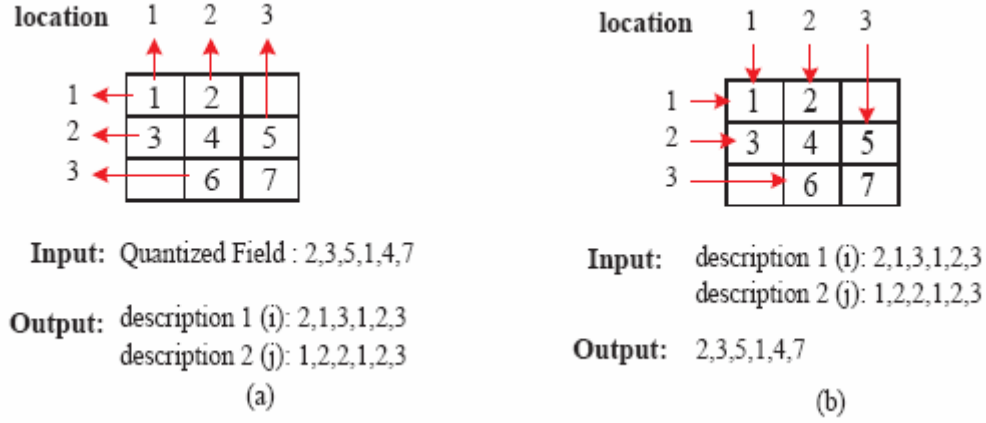 location 1 2 3
1 1 2
2 3 4 5
3 6 7
Input: Quantized Field : 2,3,5,1,4,7
Output: description 1 (i): 2,1,3,1,2,3
description 2 (j): 1,2,2,1,2,3
(a)
location 1 2 3
1 1 2
2 3 4 5
3 6 7
Input: description 1 (i): 2,1,3,1,2,3
description 2 (j): 1,2,2,1,2,3
Output: 2,3,5,1,4,7
(b)